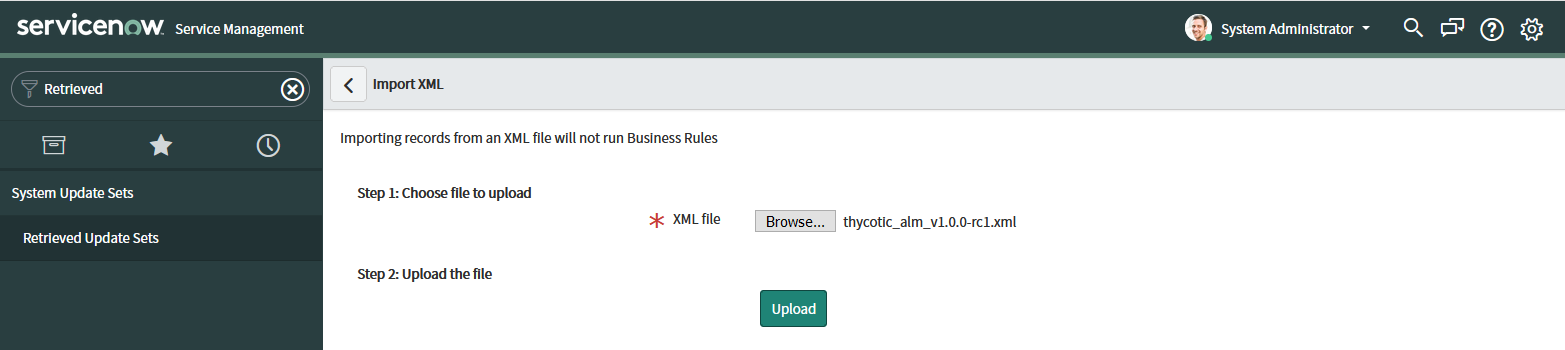 servicenow Service Management
System Administrator
Retrieved
Import XML
Importing records from an XML file will not run Business Rules
System Update Sets
Step 1: Choose file to upload
XML file Browse... thycotic_alm_v1.0.0-rc1.xml
Retrieved Update Sets
Step 2: Upload the file
Upload